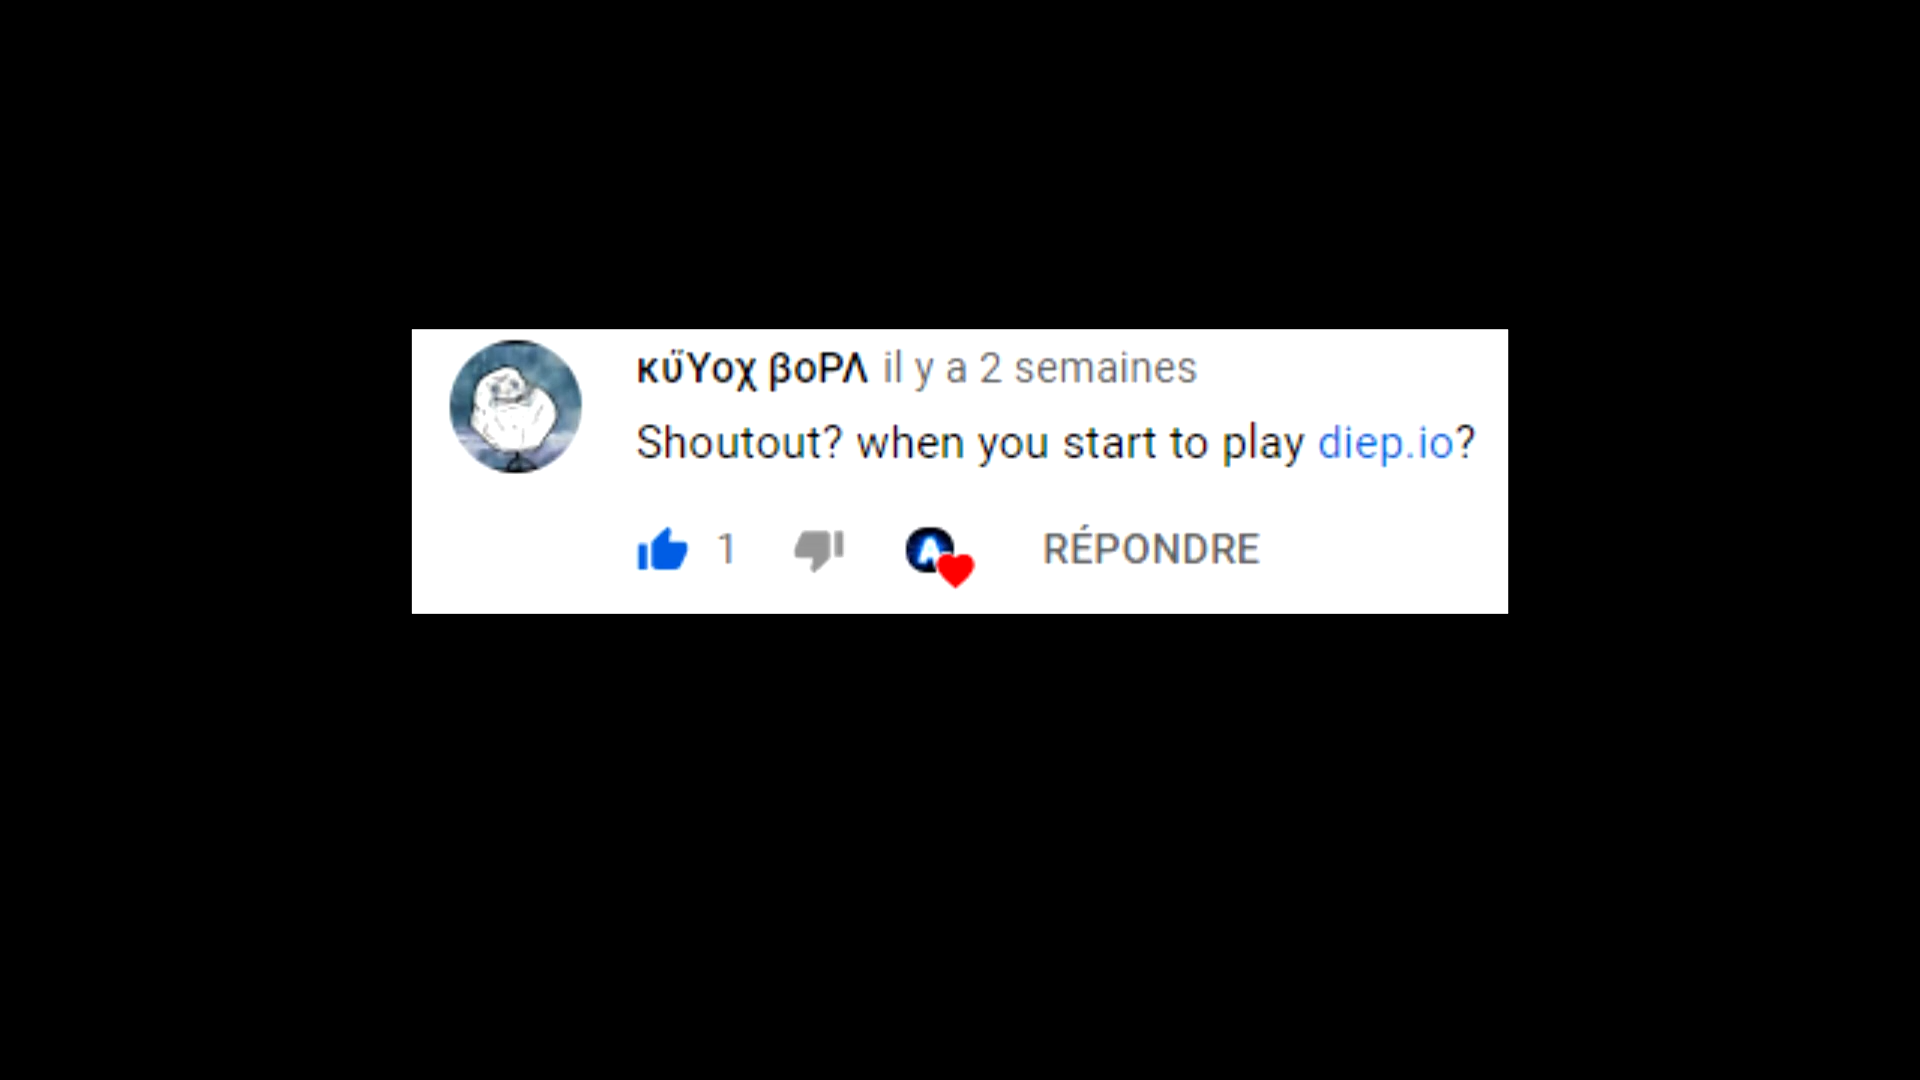 κΰΥοχ βοΡΛ il y a 2 semaines
Shoutout? when you start to play diep.io?
1 A RÉPONDRE